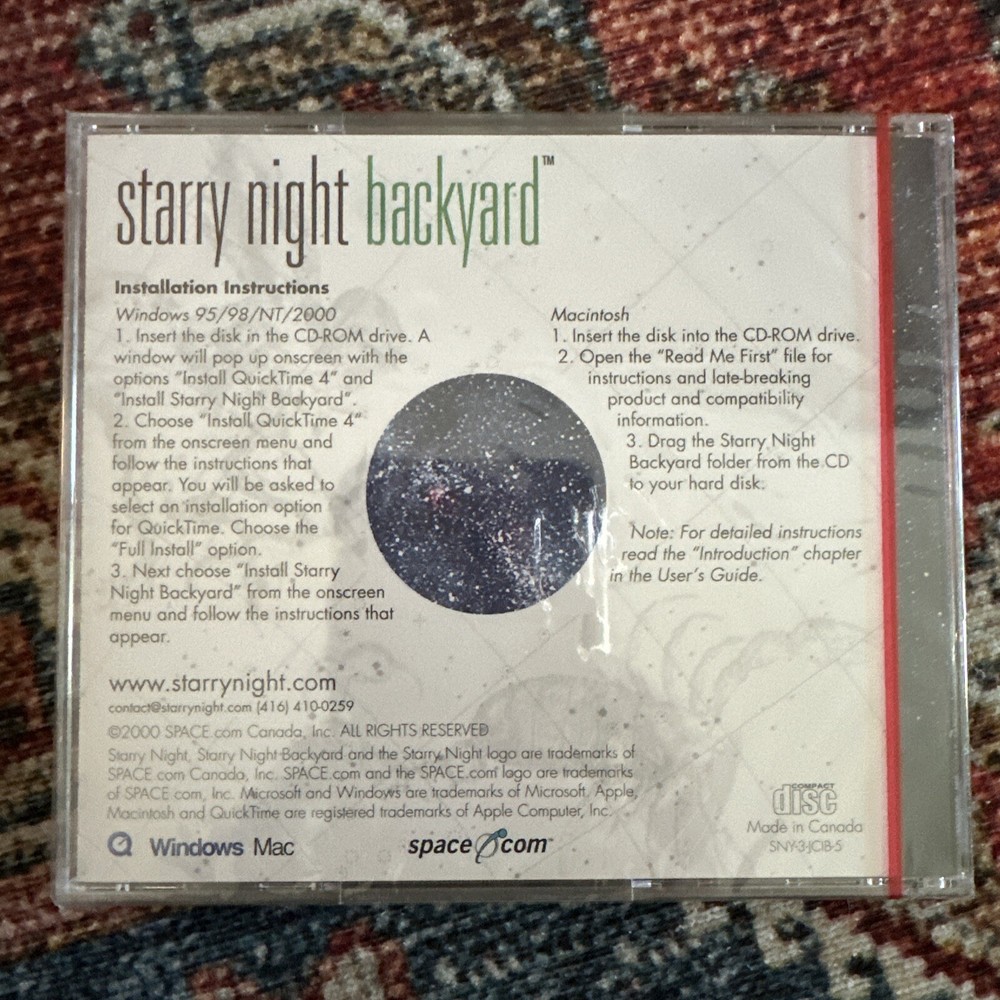 starry night backyard™
Installation Instructions
Windows 95/98/NT/2000
1. Insert the disk in the CD-ROM drive. A
window will pop up onscreen with the
options "Install QuickTime 4" and
"Install Starry Night Backyard".
2. Choose "Install QuickTime 4"
from the onscreen menu and
follow the instructions that
appear. You will be asked to
select an installation option
for QuickTime. Choose the
"Full Install" option.
3. Next choose "Install Starry
Night Backyard" from the onscreen
menu and follow the instructions that
appear.
Macintosh
1. Insert the disk into the CD-ROM drive.
2. Open the "Read Me First" file for
instructions and late-breaking
product and compatibility
information.
3. Drag the Starry Night
Backyard folder from the CD
to your hard disk.
Note: For detailed instructions
read the "Introduction" chapter
in the User's Guide.
www.starrynight.com
contact@starrynight.com (416) 410-0259
©2000 SPACE.com Canada, Inc. ALL RIGHTS RESERVED
Starry Night, Starry Night Backyard and the Starry Night logo are trademarks of
SPACE.com Canada, Inc. SPACE.com and the SPACE.com logo are trademarks
of SPACE.com, Inc. Microsoft and Windows are trademarks of Microsoft. Apple,
Macintosh and QuickTime are registered trademarks of Apple Computer, Inc.
Windows Mac
space.com™
COMPACT
disc
Made in Canada
SNY-3-JCIB-5